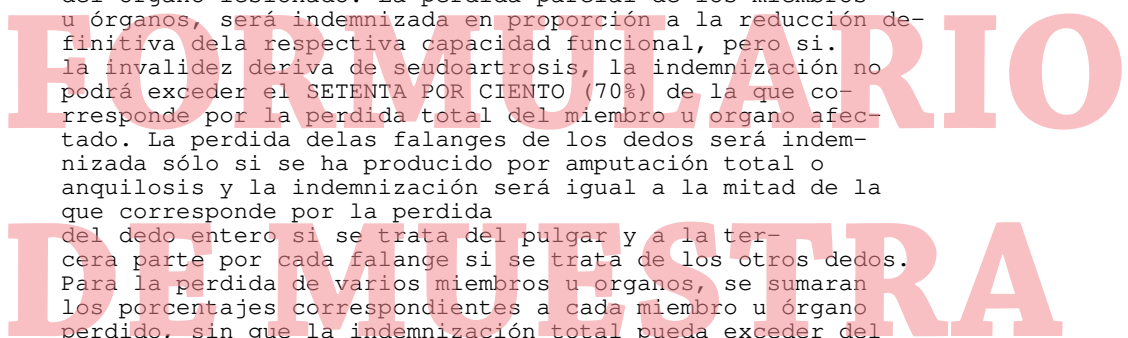 del órgano lesionado. La perdida parcial de los miembros
u órganos, será indemnizada en proporción a la reducción de-
finitiva dela respectiva capacidad funcional, pero si.
la invalidez deriva de seudoartrosis, la indemnización no
podrá exceder el SETENTA POR CIENTO (70%) de la que co-
rresponde por la perdida total del miembro u organo afec-
tado. La perdida delas falanges de los dedos será indem-
nizada sólo si se ha producido por amputación total o
anquilosis y la indemnización será igual a la mitad de la
que corresponde por la perdida
del dedo entero si se trata del pulgar y a la ter-
cera parte por cada falange si se trata de los otros dedos.
Para la perdida de varios miembros u organos, se sumaran
los porcentajes correspondientes a cada miembro u órgano
perdido, sin que la indemnización total pueda exceder del
FORMULARIO
DE MUESTRA